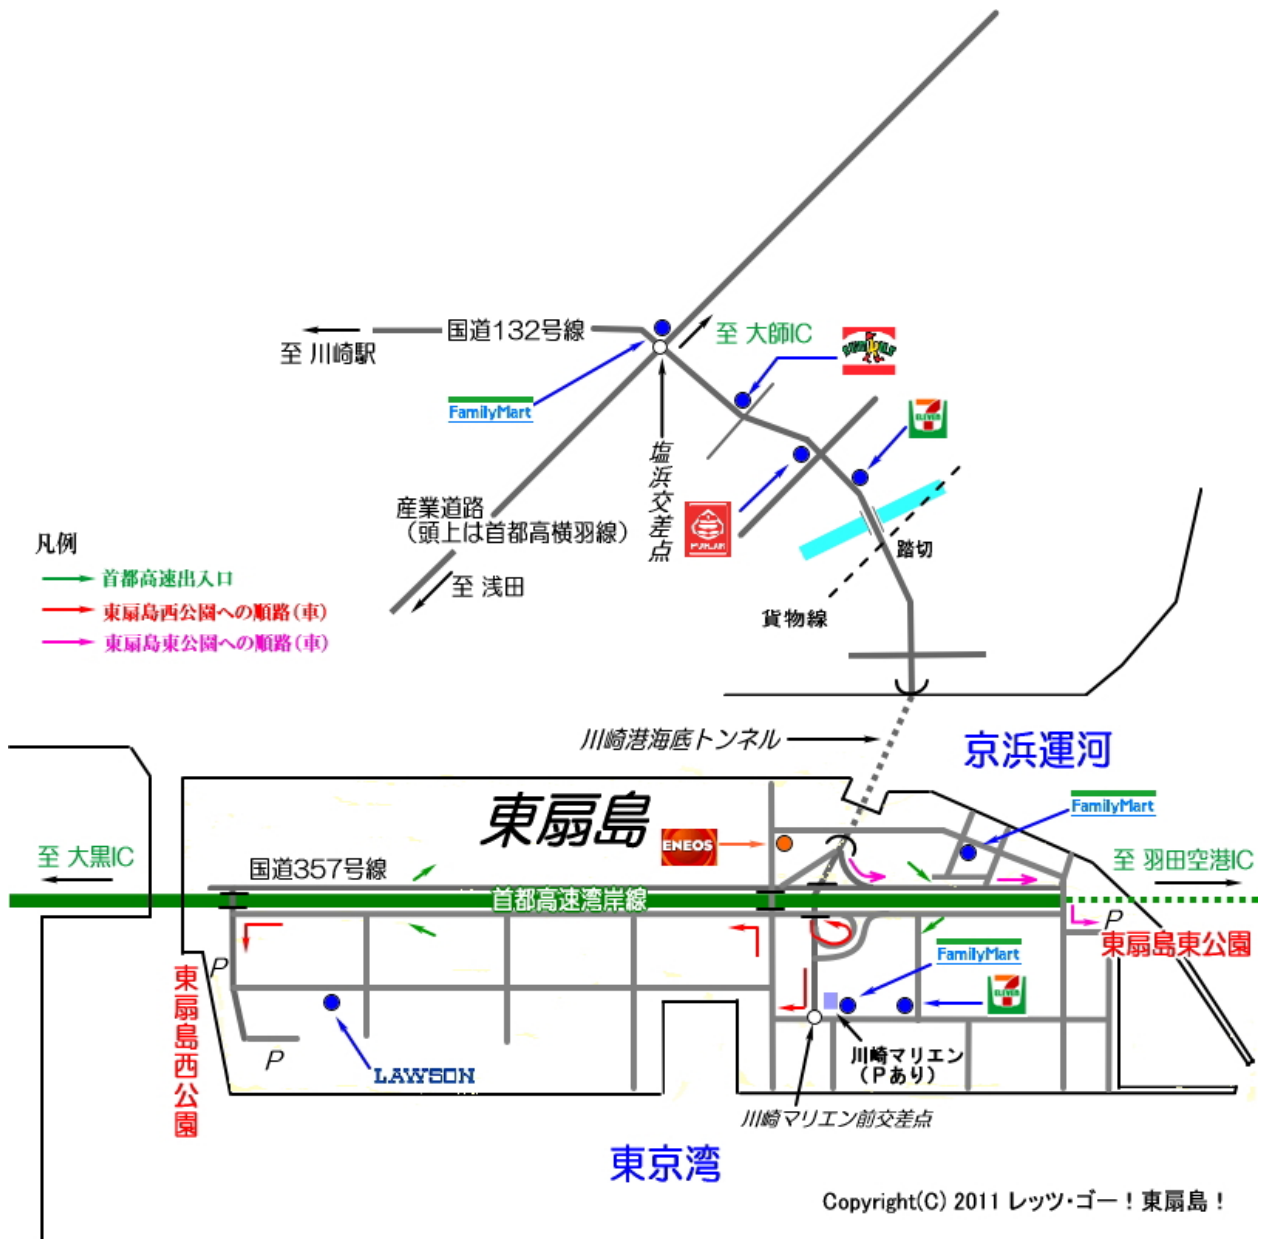 国道132号線
至 川崎駅
至 大師IC
FamilyMart
塩浜交差点
ELEVEN
産業道路
(頭上は首都高横羽線)
至 浅田
踏切
貨物線
凡例
首都高速出入口
東扇島西公園への順路(車)
東扇島東公園への順路(車)
川崎港海底トンネル
京浜運河
東扇島
ENEOS
FamilyMart
至 大黒IC
国道357号線
首都高速湾岸線
至 羽田空港IC
P
東扇島東公園
FamilyMart
ELEVEN
P
東扇島西公園
P
LAWSON
川崎マリエン
(Pあり)
川崎マリエン前交差点
東京湾
Copyright(C) 2011 レッツ・ゴー！東扇島！